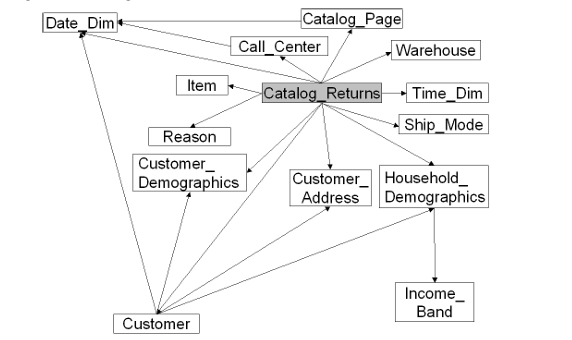 Date_Dim
Catalog_Page
Call_Center
Warehouse
Item
Catalog_Returns
Time_Dim
Ship_Mode
Reason
Customer_
Demographics
Customer_
Address
Household_
Demographics
Income_
Band
Customer